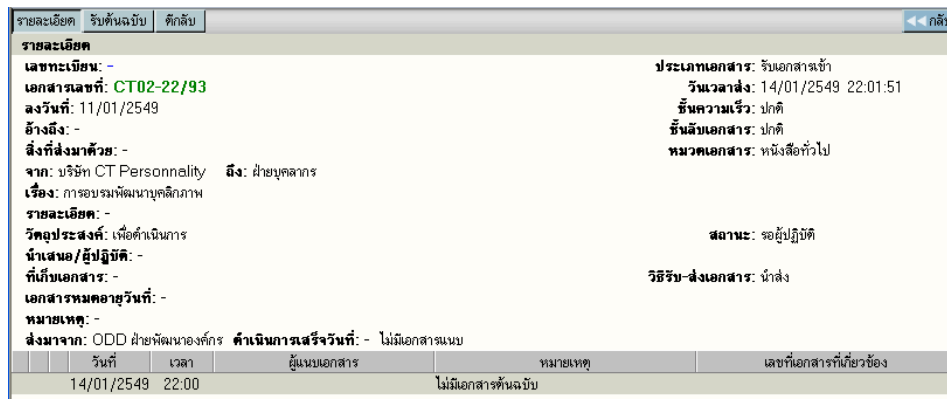 รายละเอียด รับต้นฉบับ ตีกลับ กลับ
รายละเอียด
เลขทะเบียน: - ประเภทเอกสาร: รับเอกสารเข้า
เอกสารเลขที่: CT02-22/93 วันเวลาส่ง: 14/01/2549 22:01:51
ลงวันที่: 11/01/2549 ชั้นความเร็ว: ปกติ
อ้างถึง: - ชั้นลับเอกสาร: ปกติ
สิ่งที่ส่งมาด้วย: - หมวดเอกสาร: หนังสือทั่วไป
จาก: บริษัท CT Personnality ถึง: ฝ่ายบุคลากร
เรื่อง: การอบรมพัฒนาบุคลิกภาพ
รายละเอียด: -
วัตถุประสงค์: เพื่อดำเนินการ สถานะ: รอผู้ปฏิบัติ
นำเสนอ/ผู้ปฏิบัติ: -
ที่เก็บเอกสาร: - วิธีรับ-ส่งเอกสาร: นำส่ง
เอกสารหมดอายุวันที่: -
หมายเหตุ: -
ส่งมาจาก: ODD ฝ่ายพัฒนาองค์กร ดำเนินการเสร็จวันที่: - ไม่มีเอกสารแนบ
วันที่ เวลา ผู้แนบเอกสาร หมายเหตุ เลขที่เอกสารที่เกี่ยวข้อง
14/01/2549 22:00 ไม่มีเอกสารต้นฉบับ